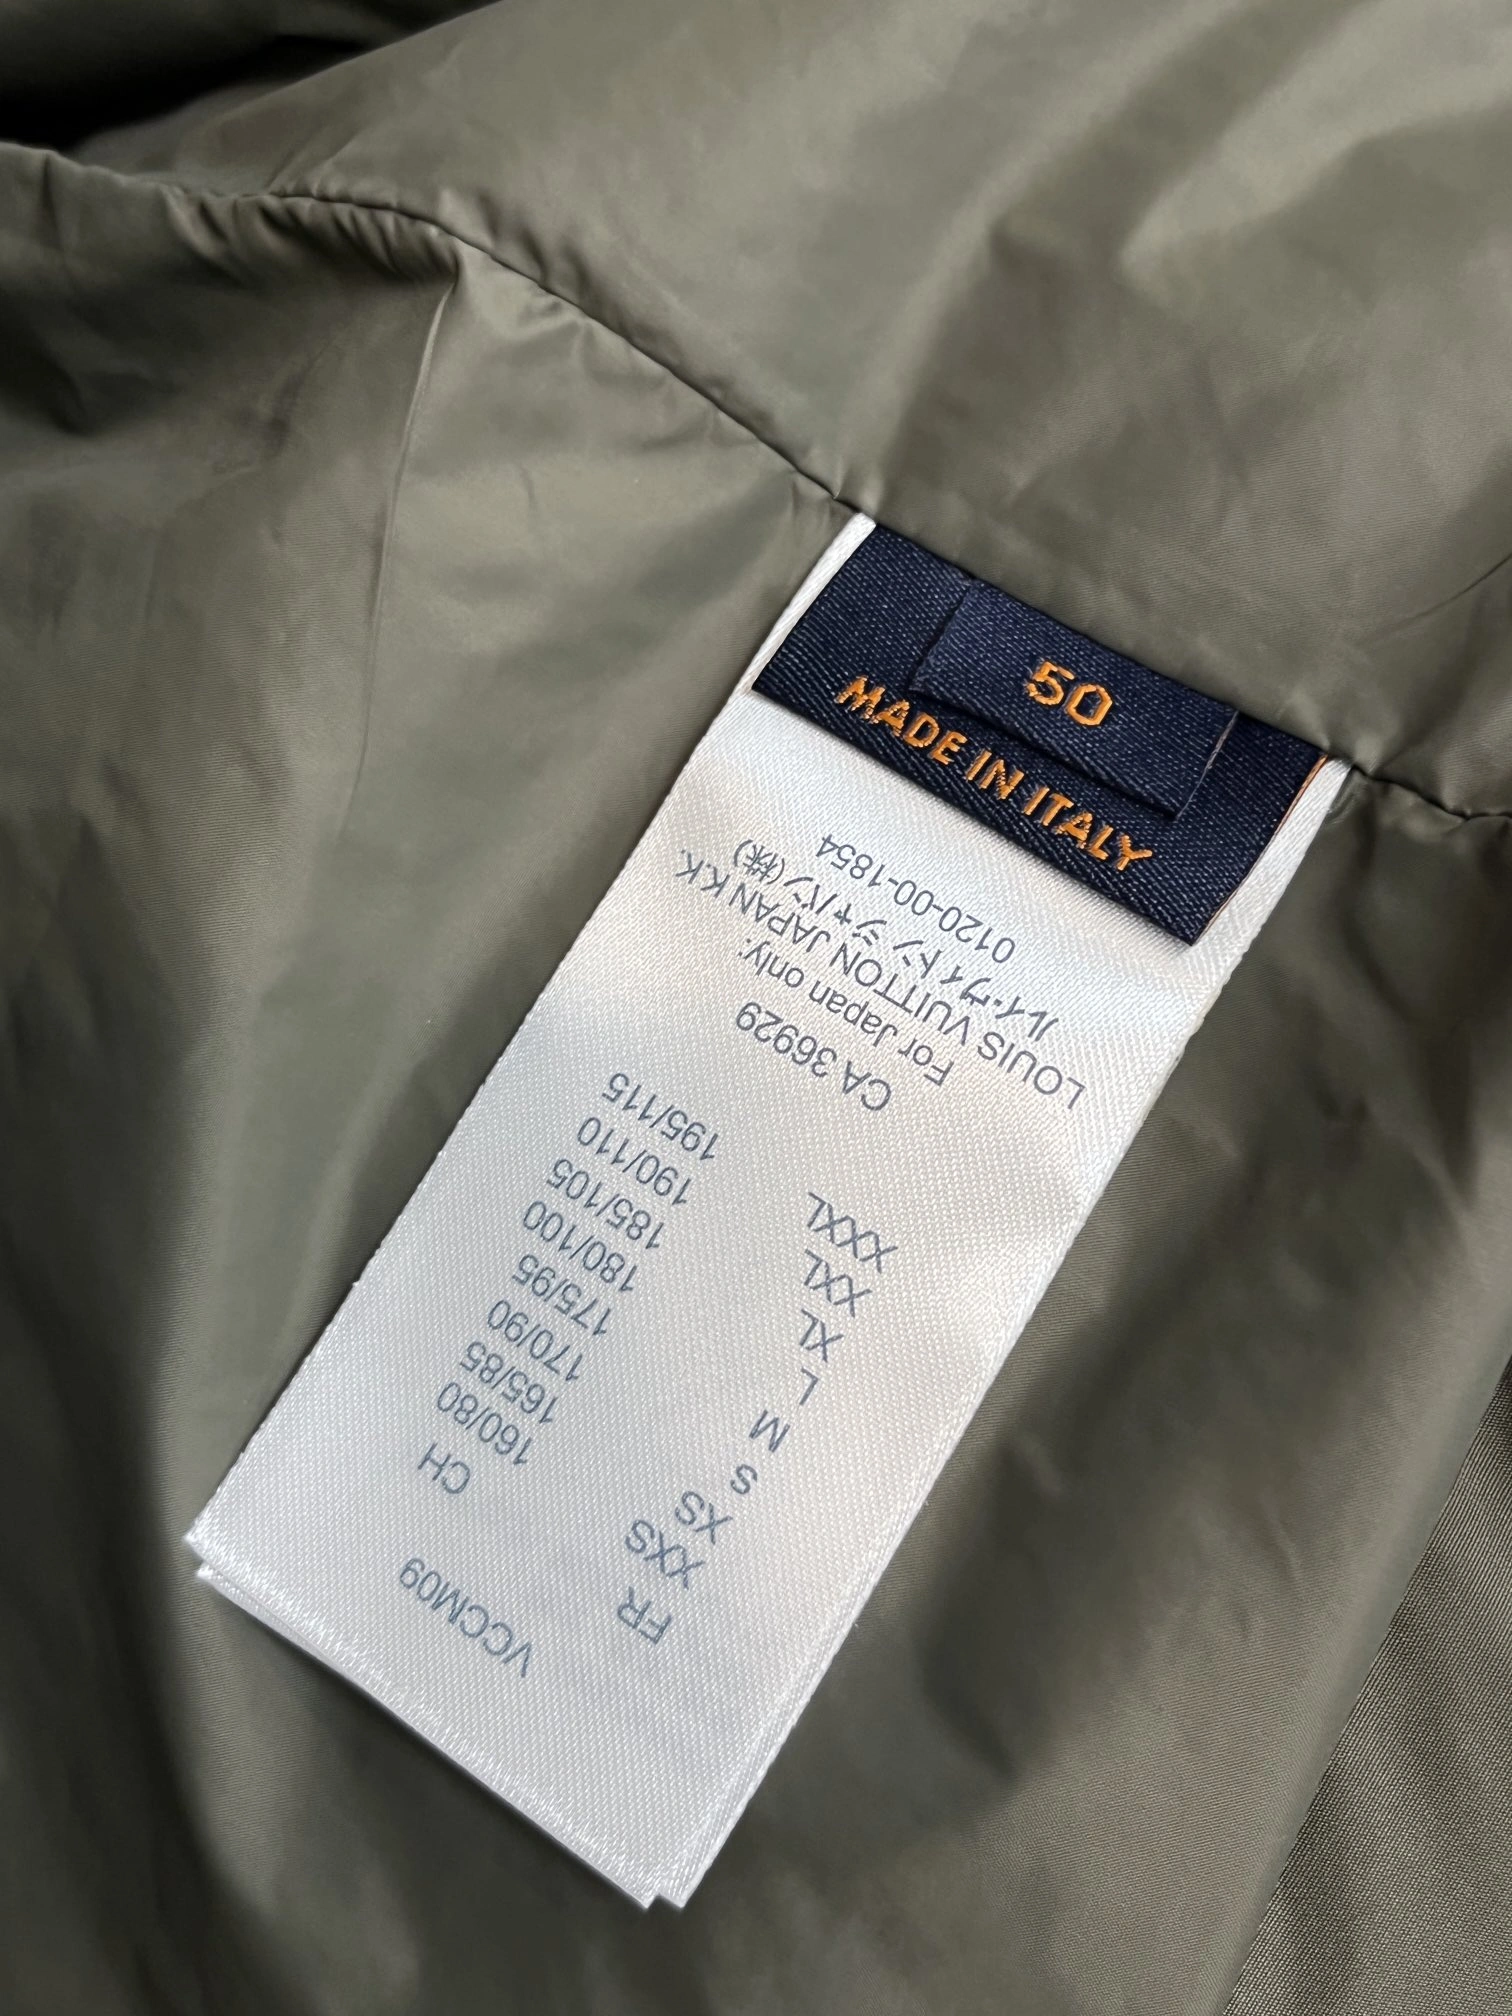 50
MADE IN ITALY
VCCM09
FR CH
XXS 160/80
XS 165/85
S 170/90
M 175/95
L 180/100
XL 185/105
XXL 190/110
XXXL 195/115
CA 36929
For Japan only:
LOUIS VUITTON JAPAN K.K.
ルイ・ヴィトン ジャパン(株)
0120-00-1854